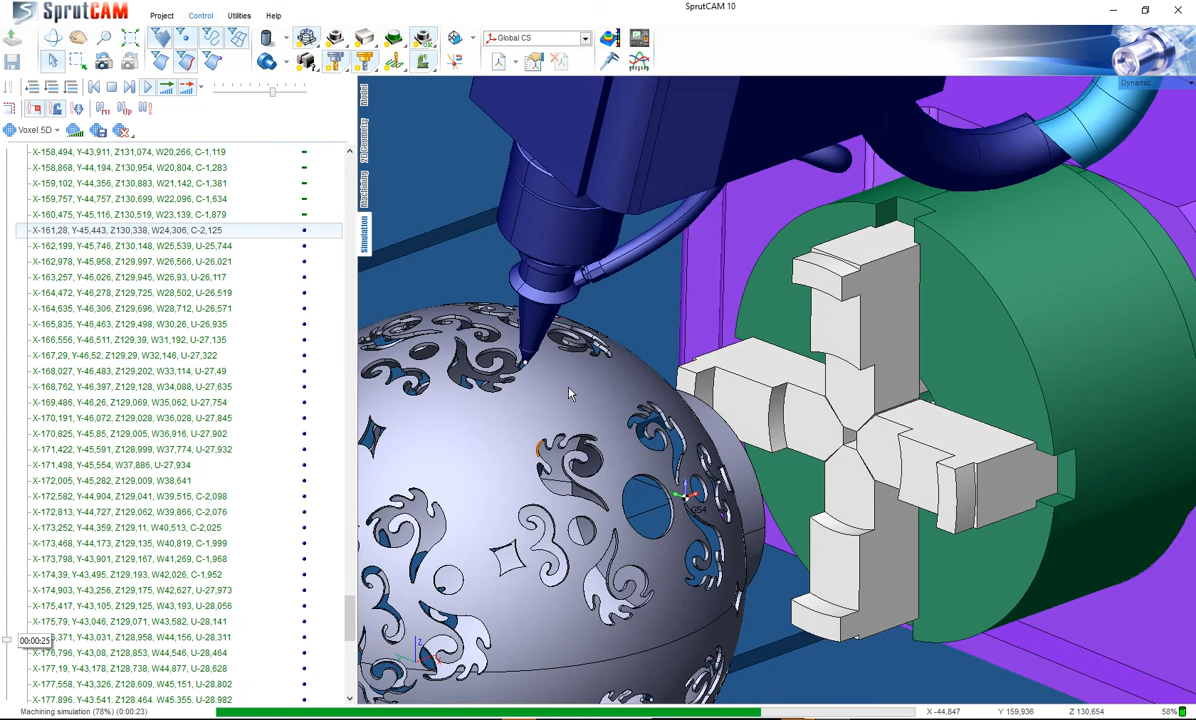 SprutCAM
SprutCAM 10
Project Control Utilities Help
Global CS
Dynamic
Voxel 5D
Model
2D Geometry
Machining
Simulation
X-158,494, Y-43,911, Z131,074, W20,266, C-1,119
X-158,868, Y-44,194, Z130,954, W20,804, C-1,283
X-159,102, Y-44,356, Z130,883, W21,142, C-1,381
X-159,757, Y-44,757, Z130,699, W22,096, C-1,634
X-160,475, Y-45,116, Z130,519, W23,139, C-1,879
X-161,28, Y-45,443, Z130,338, W24,306, C-2,125
X-162,199, Y-45,746, Z130,148, W25,539, U-25,744
X-162,978, Y-45,958, Z129,997, W26,566, U-26,021
X-163,257, Y-46,026, Z129,945, W26,93, U-26,117
X-164,472, Y-46,278, Z129,725, W28,502, U-26,519
X-164,635, Y-46,306, Z129,696, W28,712, U-26,571
X-165,835, Y-46,463, Z129,498, W30,26, U-26,935
X-166,556, Y-46,511, Z129,39, W31,192, U-27,135
X-167,29, Y-46,52, Z129,29, W32,146, U-27,322
X-168,027, Y-46,483, Z129,202, W33,114, U-27,49
X-168,762, Y-46,397, Z129,128, W34,088, U-27,635
X-169,486, Y-46,26, Z129,069, W35,062, U-27,754
X-170,191, Y-46,072, Z129,028, W36,028, U-27,845
X-170,825, Y-45,85, Z129,005, W36,916, U-27,902
X-171,422, Y-45,591, Z128,999, W37,774, U-27,932
X-171,498, Y-45,554, W37,886, U-27,934
X-172,005, Y-45,282, Z129,009, W38,641
X-172,582, Y-44,904, Z129,041, W39,515, C-2,098
X-172,813, Y-44,727, Z129,062, W39,866, C-2,076
X-173,252, Y-44,359, Z129,11, W40,513, C-2,025
X-173,468, Y-44,173, Z129,135, W40,819, C-1,999
X-173,798, Y-43,901, Z129,167, W41,269, C-1,968
X-174,39, Y-43,495, Z129,193, W42,026, C-1,952
X-174,903, Y-43,256, Z129,175, W42,627, U-27,973
X-175,417, Y-43,105, Z129,125, W43,193, U-28,056
X-175,79, Y-43,046, Z129,071, W43,582, U-28,141
6,371, Y-43,031, Z128,958, W44,156, U-28,311
00:00:25
X-176,796, Y-43,08, Z128,853, W44,546, U-28,464
X-177,19, Y-43,178, Z128,738, W44,877, U-28,628
X-177,558, Y-43,326, Z128,609, W45,151, U-28,802
X-177,896, Y-43,541, Z128,464, W45,355, U-28,982
G54
Z
X
Machining simulation (78%) (0:00:23)
X -44,847 Y 159,936 Z 130,654 58%